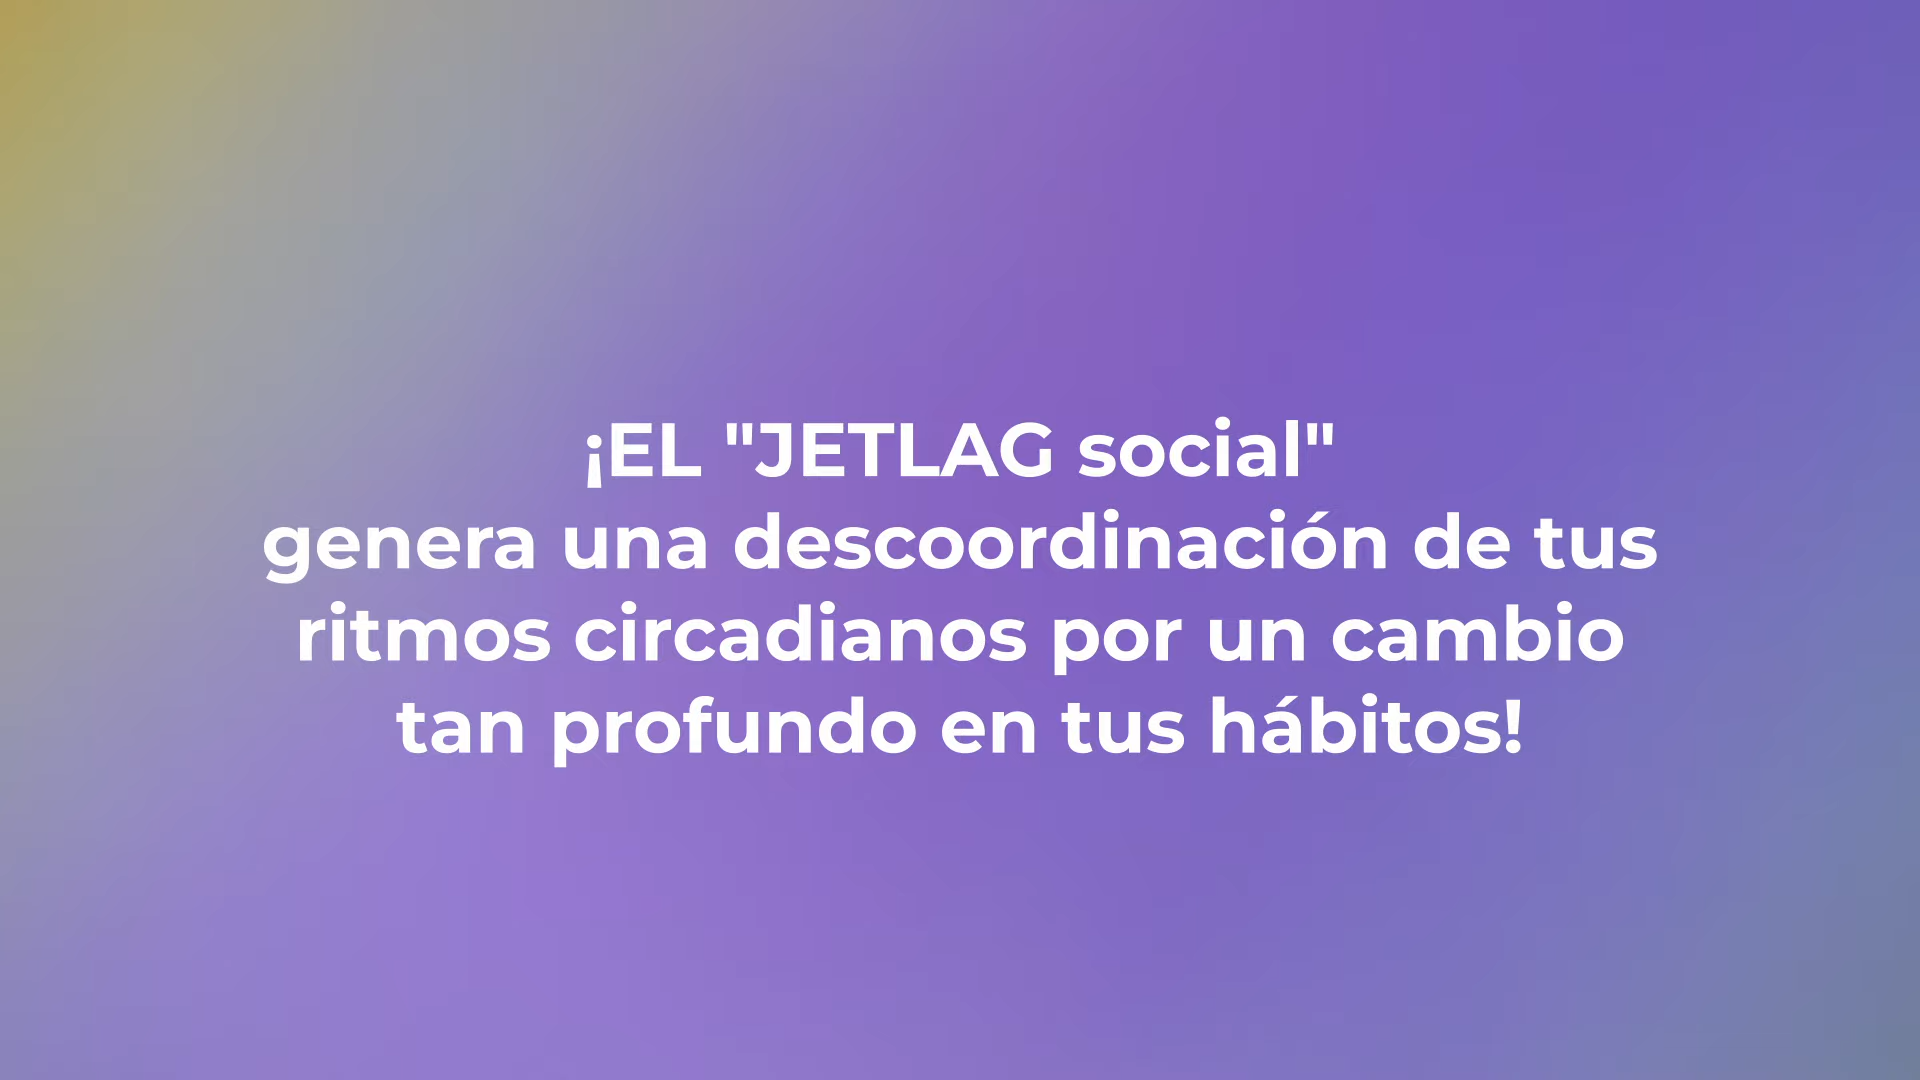 ¡EL "JETLAG social"
genera una descoordinación de tus
ritmos circadianos por un cambio
tan profundo en tus hábitos!